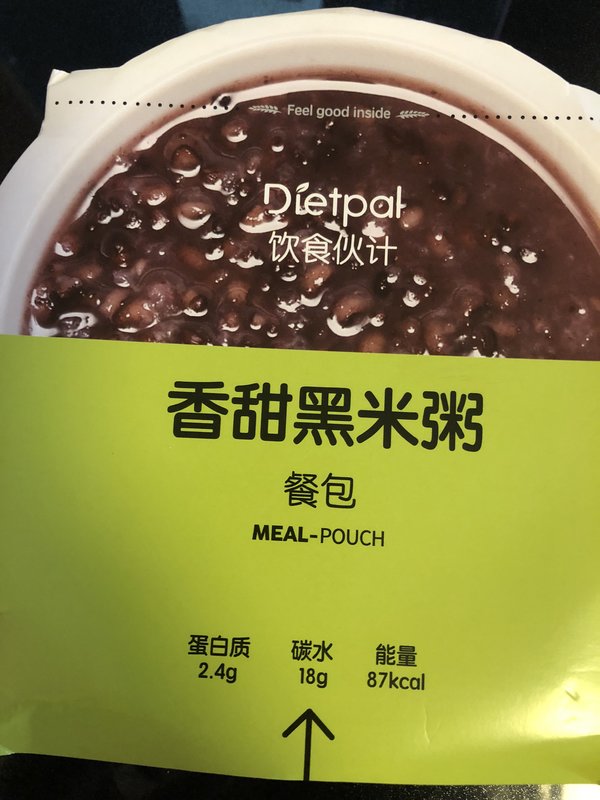 Feel good inside
Dietpal
饮食伙计
香甜黑米粥
餐包
MEAL-POUCH
蛋白质 碳水 能量
2.4g 18g 87kcal